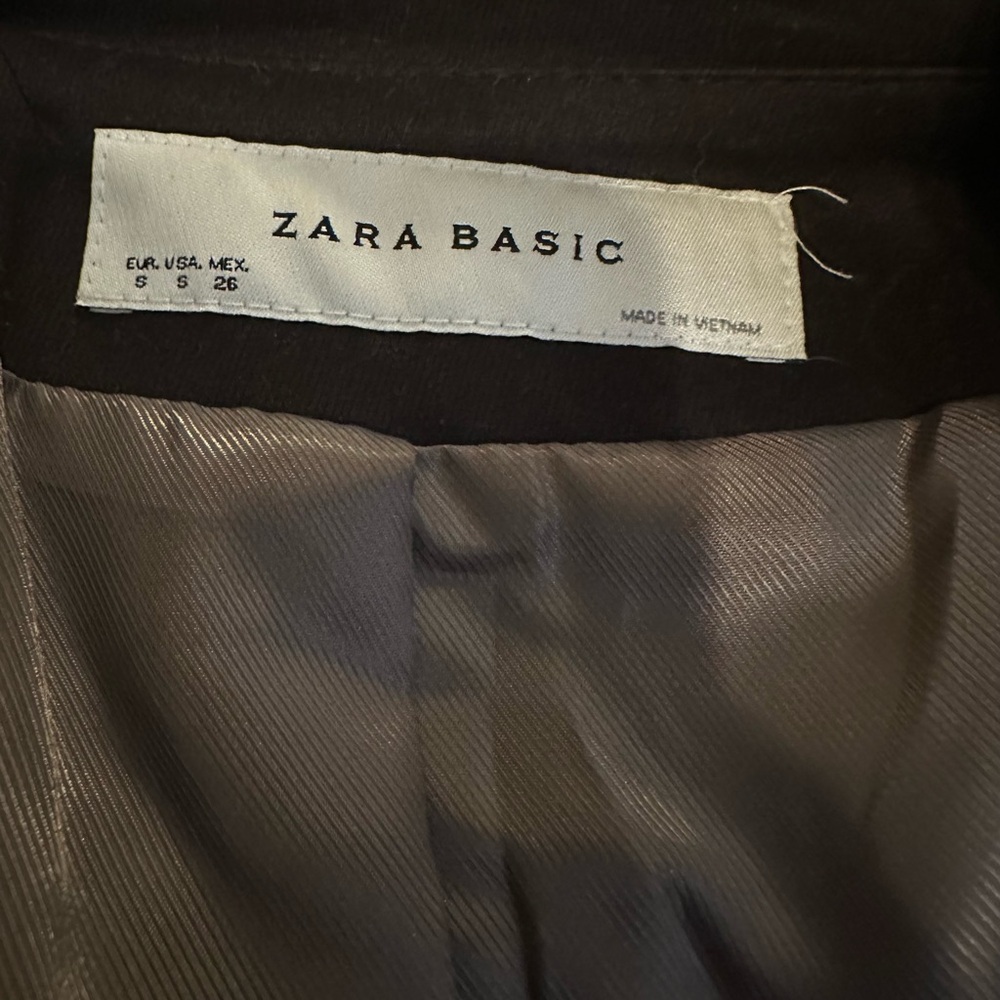 ZARA BASIC
EUR. USA. MEX.
S S 26
MADE IN VIETNAM